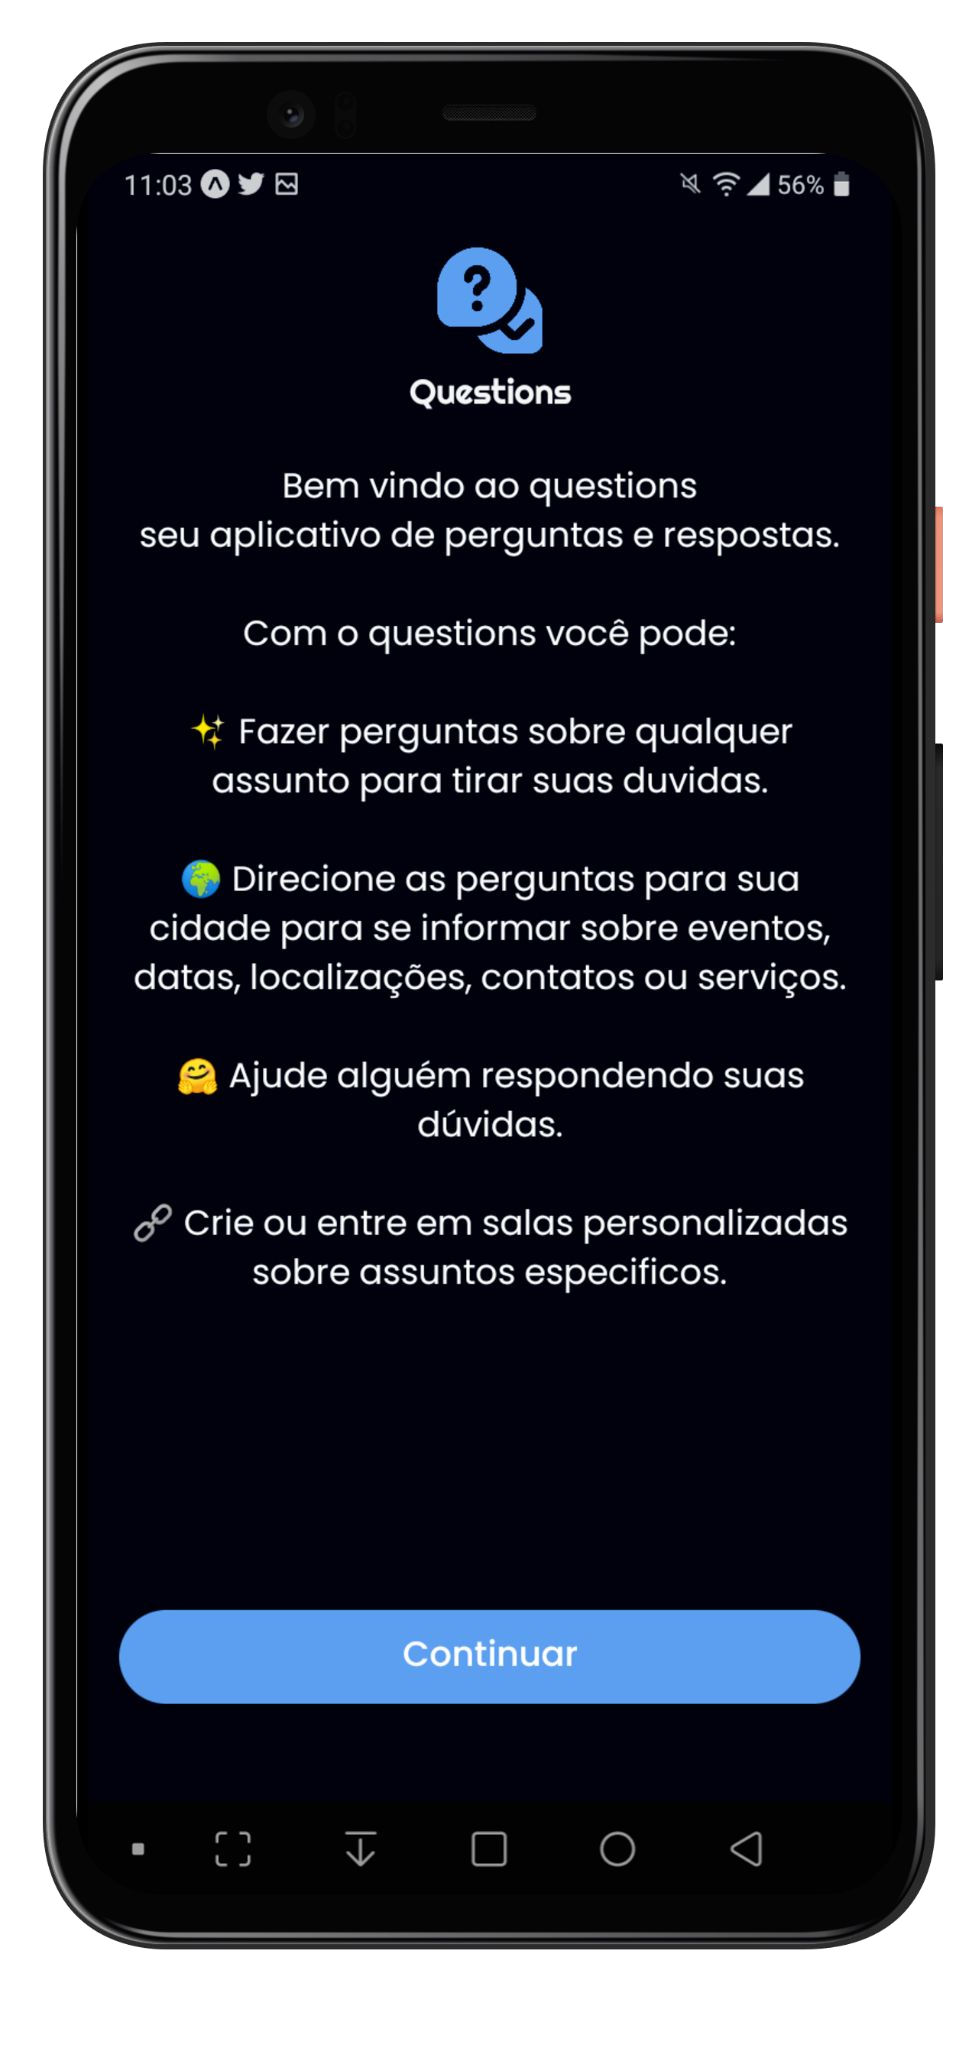 11:03
56%
Questions
Bem vindo ao questions
seu aplicativo de perguntas e respostas.
Com o questions você pode:
✨ Fazer perguntas sobre qualquer
assunto para tirar suas duvidas.
🌍 Direcione as perguntas para sua
cidade para se informar sobre eventos,
datas, localizações, contatos ou serviços.
🤗 Ajude alguém respondendo suas
dúvidas.
🔗 Crie ou entre em salas personalizadas
sobre assuntos especificos.
Continuar